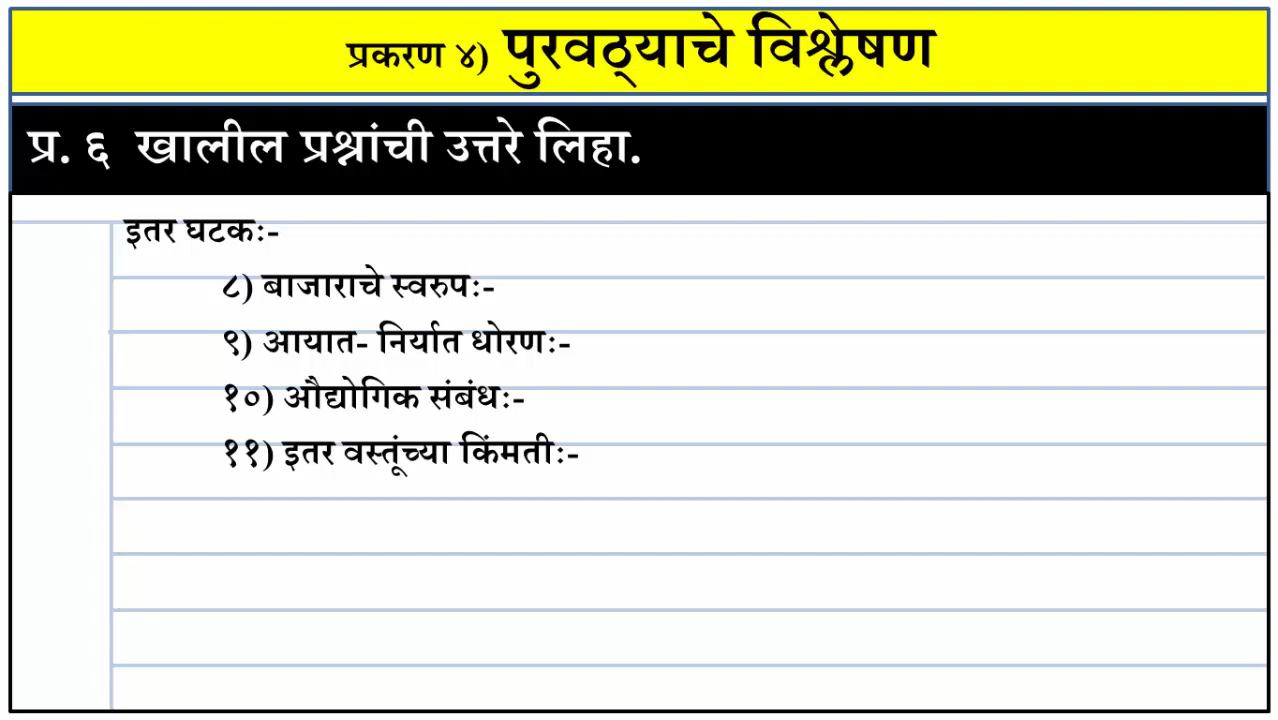 प्रकरण ४) पुरवठ्याचे विश्लेषण
प्र. ६ खालील प्रश्नांची उत्तरे लिहा.
इतर घटकः-
८) बाजाराचे स्वरुपः-
९) आयात- निर्यात धोरणः-
१०) औद्योगिक संबंधः-
११) इतर वस्तूंच्या किंमतीः-